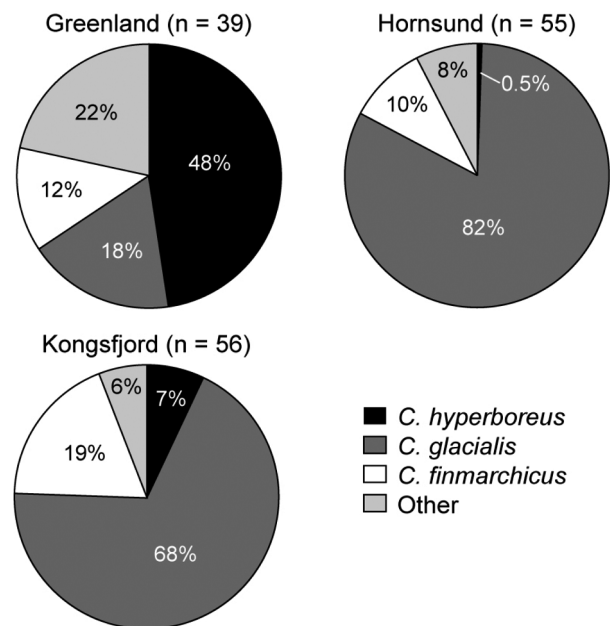 Greenland (n = 39)
22%
48%
12%
18%
Hornsund (n = 55)
8%
0.5%
10%
82%
Kongsfjord (n = 56)
6%
7%
19%
68%
C. hyperboreus
C. glacialis
C. finmarchicus
Other